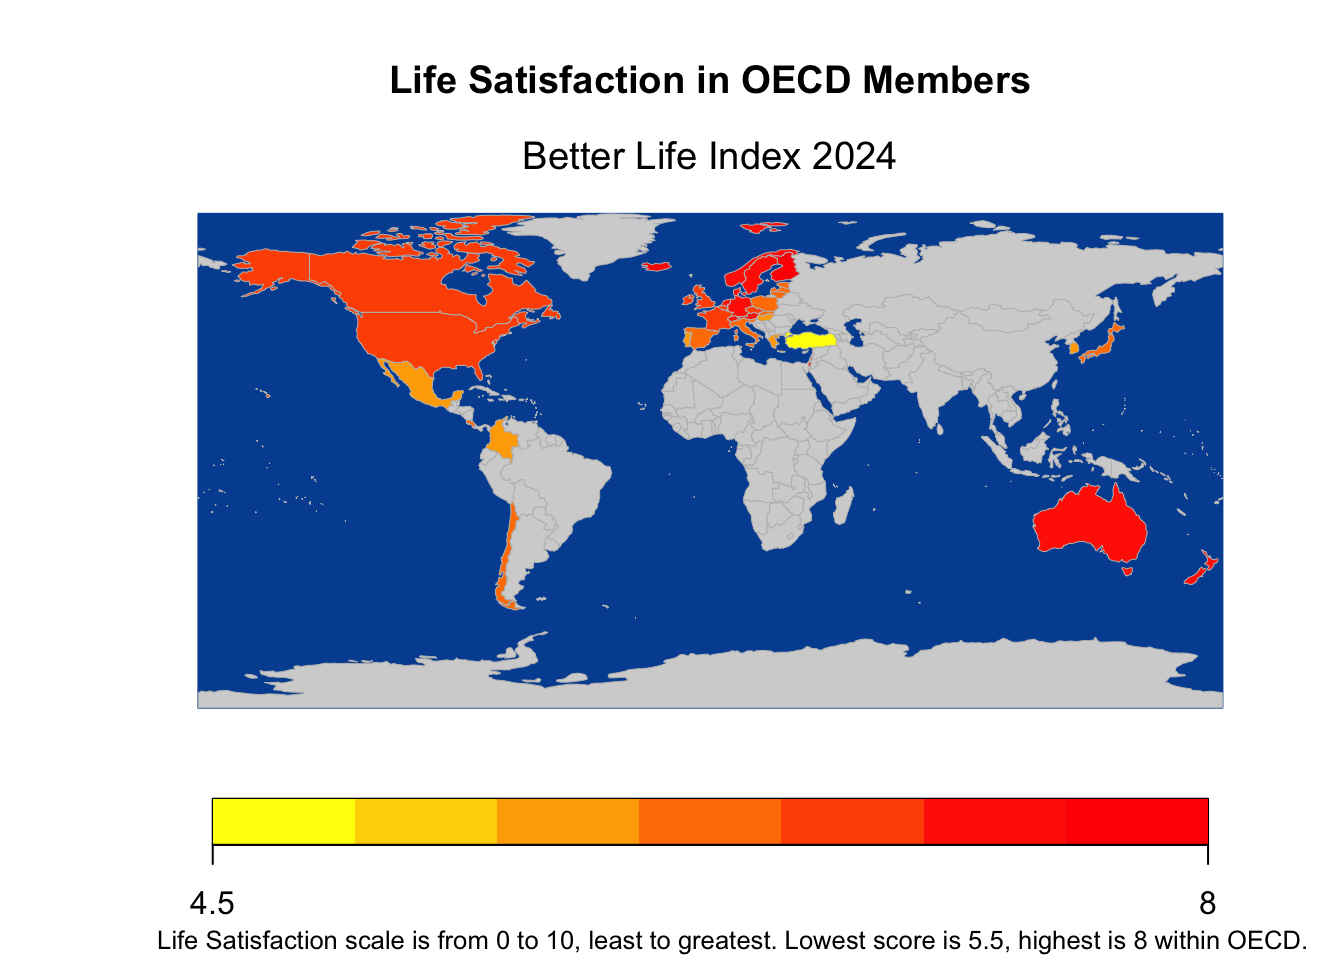 Life Satisfaction in OECD Members
Better Life Index 2024
4.5 8
Life Satisfaction scale is from 0 to 10, least to greatest. Lowest score is 5.5, highest is 8 within OECD.